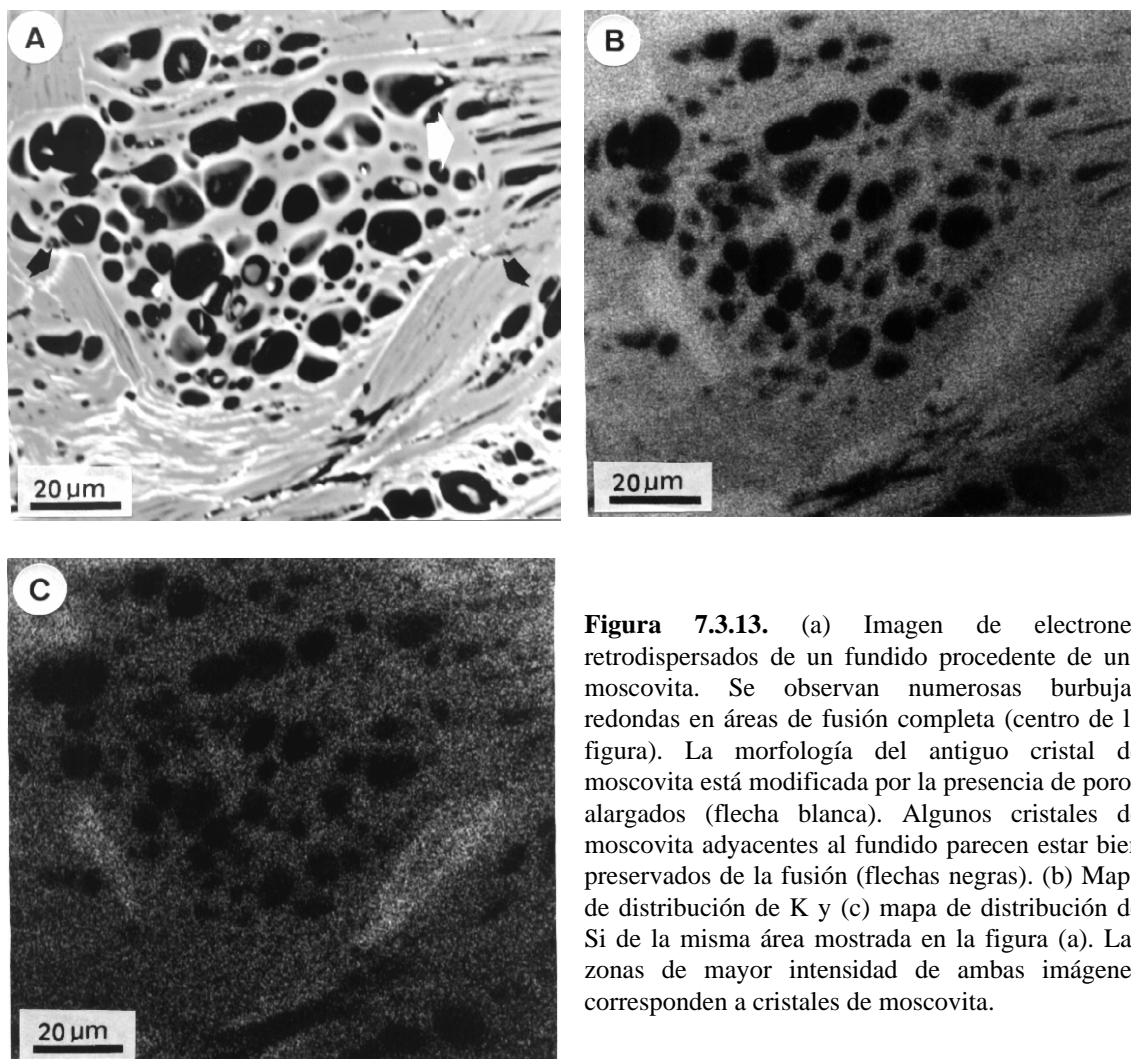 A
20 µm
B
20 µm
C
20 µm
Figura 7.3.13. (a) Imagen de electrone
retrodispersados de un fundido procedente de un
moscovita. Se observan numerosas burbuja
redondas en áreas de fusión completa (centro de l
figura). La morfología del antiguo cristal d
moscovita está modificada por la presencia de poro
alargados (flecha blanca). Algunos cristales d
moscovita adyacentes al fundido parecen estar bien
preservados de la fusión (flechas negras). (b) Map
de distribución de K y (c) mapa de distribución d
Si de la misma área mostrada en la figura (a). La
zonas de mayor intensidad de ambas imágene
corresponden a cristales de moscovita.